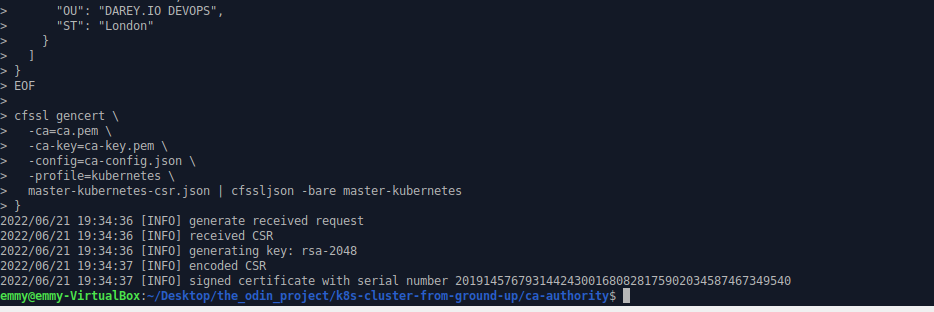 >       "OU": "DAREY.IO DEVOPS",
>       "ST": "London"
>     }
>   ]
> }
> EOF
>
> cfssl gencert \
>   -ca=ca.pem \
>   -ca-key=ca-key.pem \
>   -config=ca-config.json \
>   -profile=kubernetes \
>   master-kubernetes-csr.json | cfssljson -bare master-kubernetes
> }
2022/06/21 19:34:36 [INFO] generate received request
2022/06/21 19:34:36 [INFO] received CSR
2022/06/21 19:34:36 [INFO] generating key: rsa-2048
2022/06/21 19:34:37 [INFO] encoded CSR
2022/06/21 19:34:37 [INFO] signed certificate with serial number 201914576793144243001680828175902034587467349540
emmy@emmy-VirtualBox:~/Desktop/the_odin_project/k8s-cluster-from-ground-up/ca-authority$